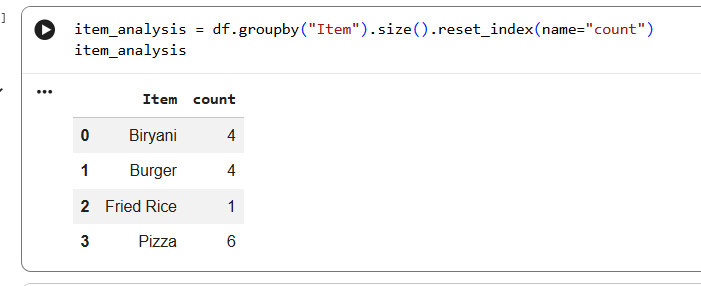 ]
item_analysis = df.groupby("Item").size().reset_index(name="count")
item_analysis
...
Item count
0 Biryani 4
1 Burger 4
2 Fried Rice 1
3 Pizza 6